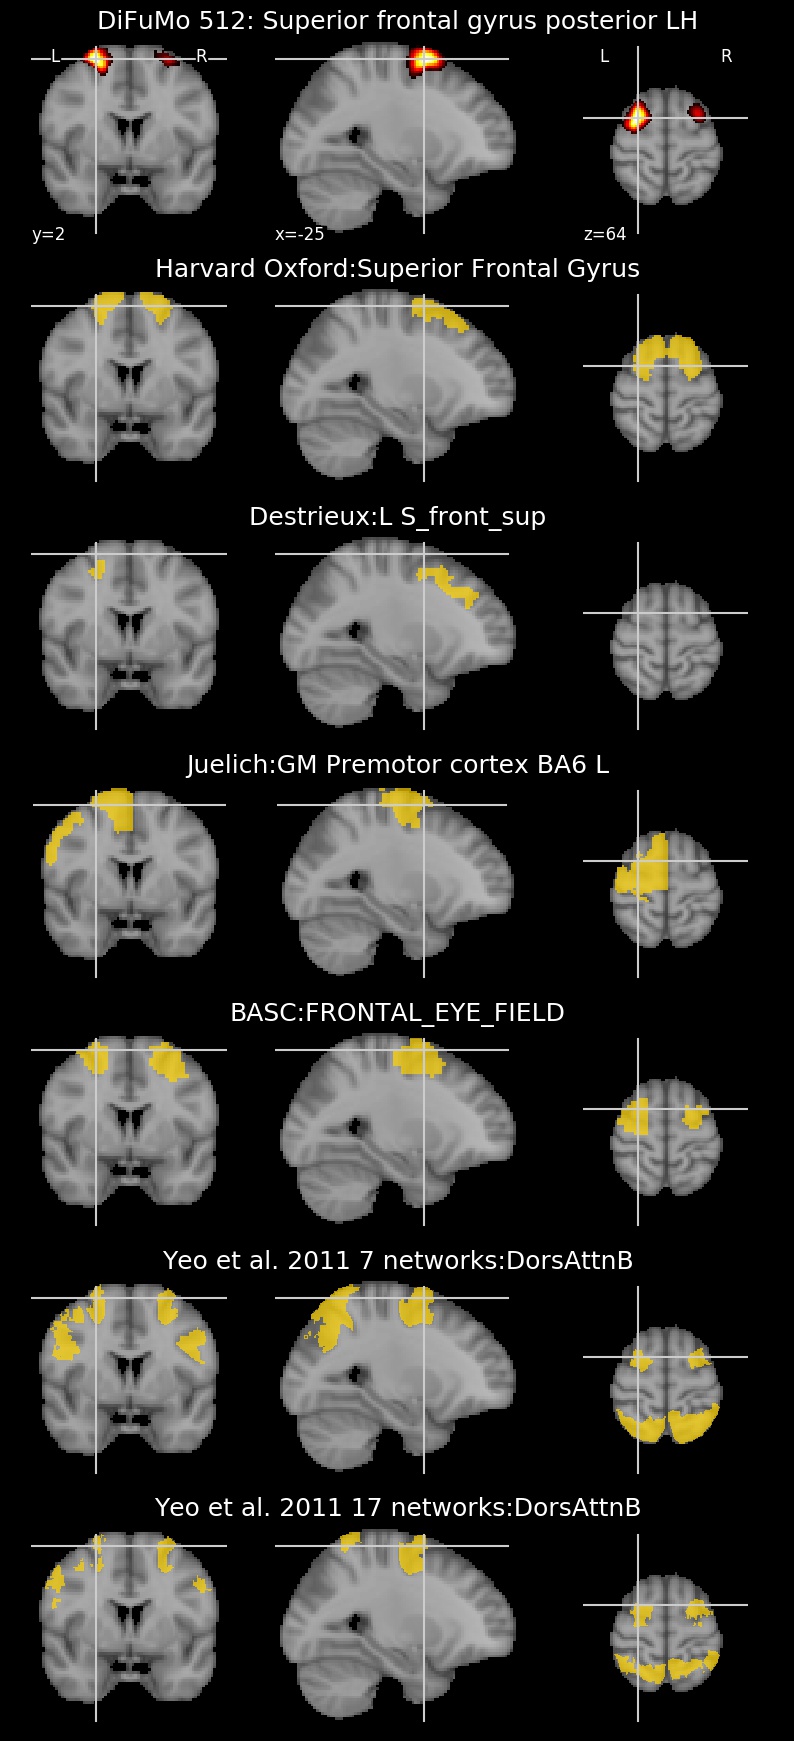 DiFuMo 512: Superior frontal gyrus posterior LH
L R L R
y=2 x=-25 z=64
Harvard Oxford:Superior Frontal Gyrus
Destrieux:L S_front_sup
Juelich:GM Premotor cortex BA6 L
BASC:FRONTAL_EYE_FIELD
Yeo et al. 2011 7 networks:DorsAttnB
Yeo et al. 2011 17 networks:DorsAttnB